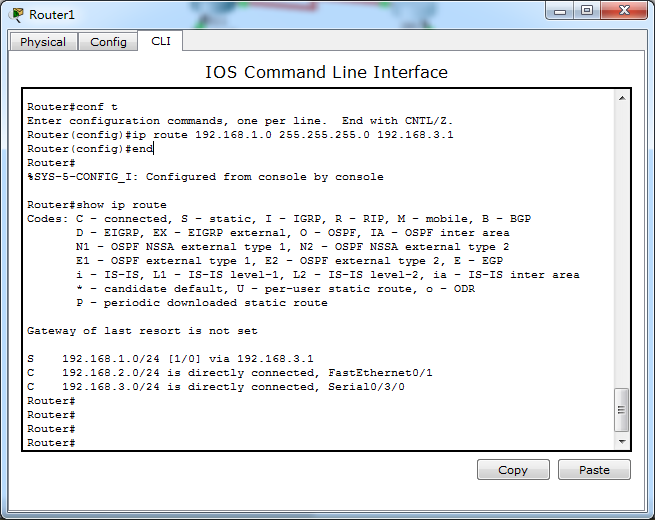 Router1
Physical Config CLI
IOS Command Line Interface
Router#conf t
Enter configuration commands, one per line.  End with CNTL/Z.
Router(config)#ip route 192.168.1.0 255.255.255.0 192.168.3.1
Router(config)#end
Router#
%SYS-5-CONFIG_I: Configured from console by console
Router#show ip route
Codes: C - connected, S - static, I - IGRP, R - RIP, M - mobile, B - BGP
       D - EIGRP, EX - EIGRP external, O - OSPF, IA - OSPF inter area
       N1 - OSPF NSSA external type 1, N2 - OSPF NSSA external type 2
       E1 - OSPF external type 1, E2 - OSPF external type 2, E - EGP
       i - IS-IS, L1 - IS-IS level-1, L2 - IS-IS level-2, ia - IS-IS inter area
       * - candidate default, U - per-user static route, o - ODR
       P - periodic downloaded static route
Gateway of last resort is not set
S    192.168.1.0/24 [1/0] via 192.168.3.1
C    192.168.2.0/24 is directly connected, FastEthernet0/1
C    192.168.3.0/24 is directly connected, Serial0/3/0
Router#
Router#
Router#
Router#
Copy Paste